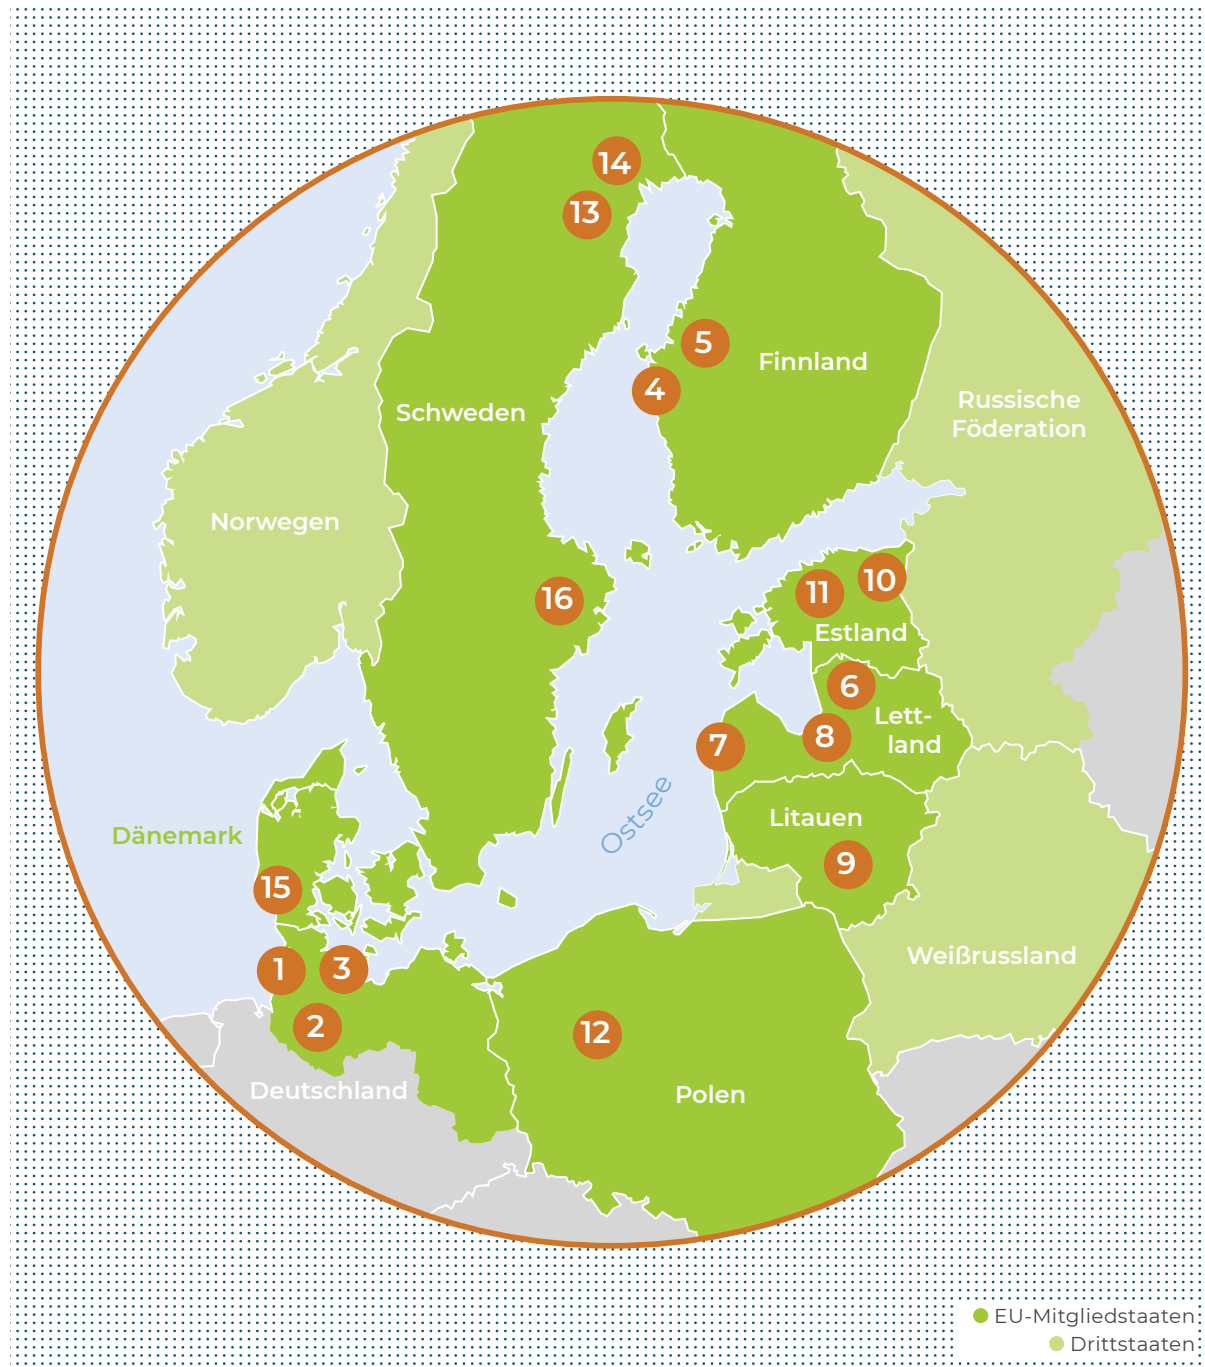 14
13
5
Finnland
4
Schweden
Russische
Föderation
Norwegen
10
11
16
Estland
6
Lett-
land
7
8
Ostsee
Litauen
Dänemark
9
15
Weißrussland
1
3
2
12
Deutschland
Polen
EU-Mitgliedstaaten
Drittstaaten